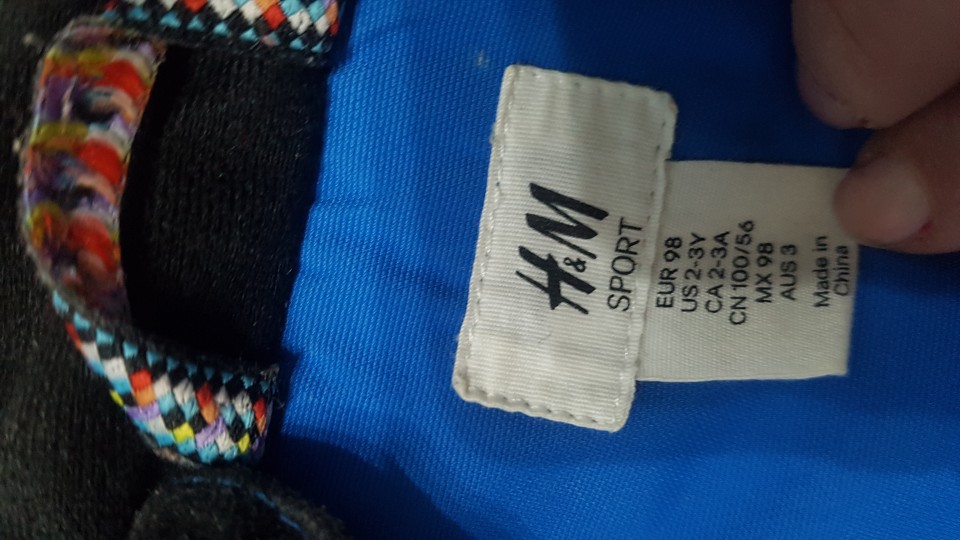 H&M
SPORT
EUR 98
US 2-3Y
CA 2-3A
CN 100/56
MX 98
AUS 3
Made in
China